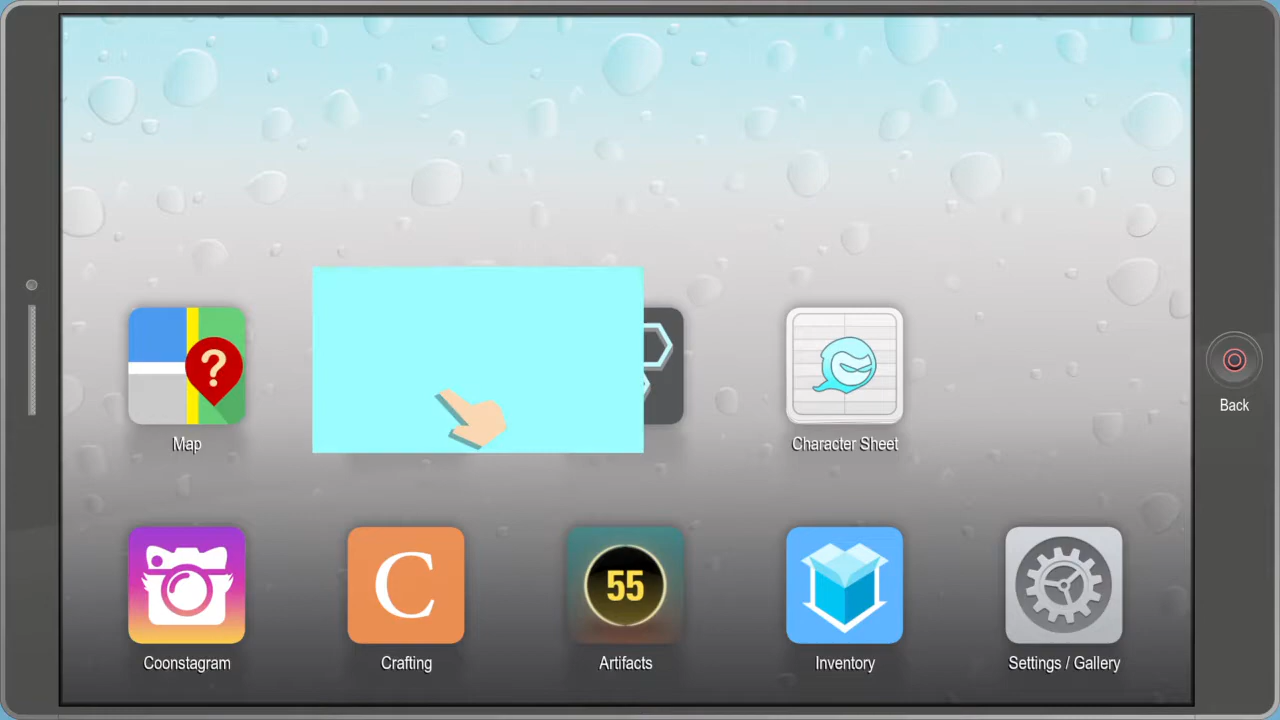 ?
Map
Character Sheet
Back
C
55
Coonstagram
Crafting
Artifacts
Inventory
Settings / Gallery